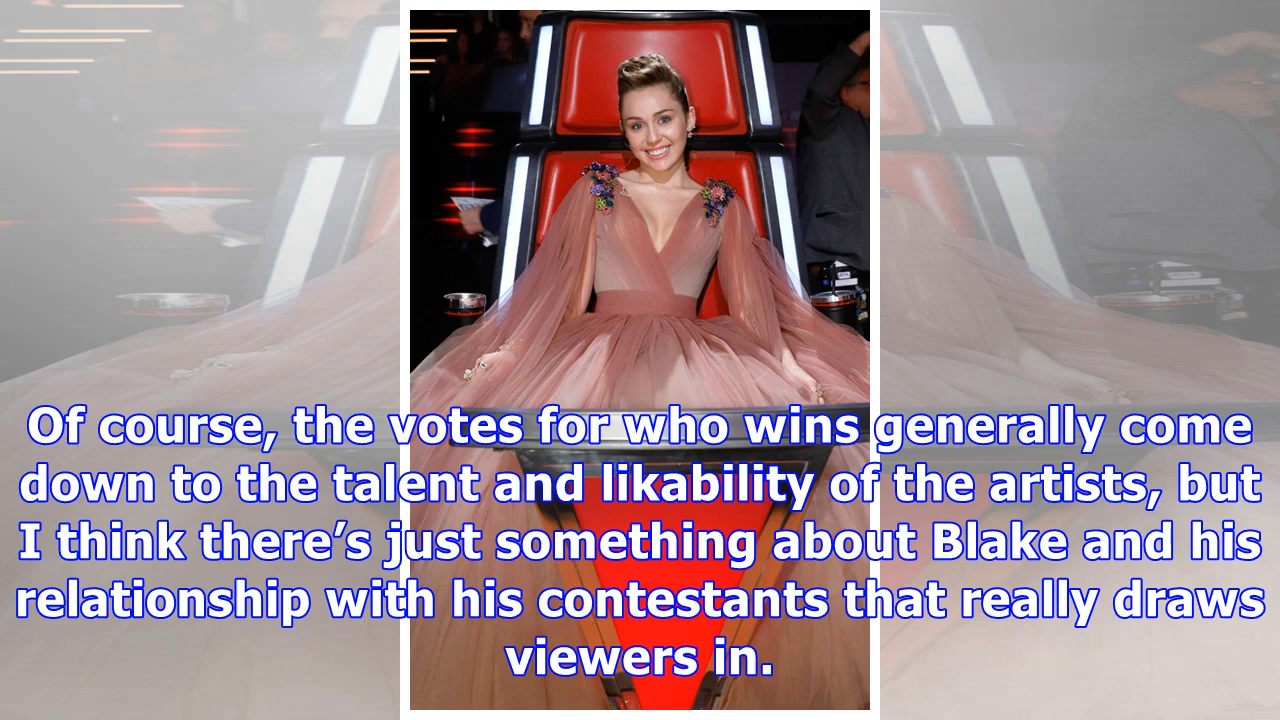 Of course, the votes for who wins generally come
down to the talent and likability of the artists, but
I think there’s just something about Blake and his
relationship with his contestants that really draws
viewers in.